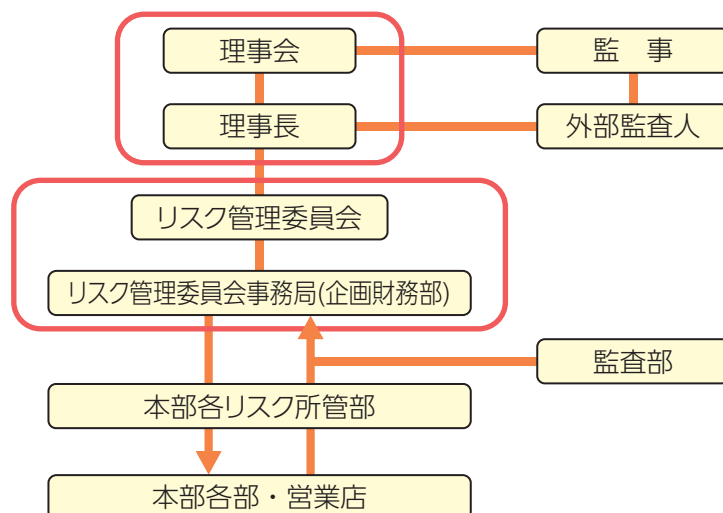 理事会
監　事
理事長
外部監査人
リスク管理委員会
リスク管理委員会事務局(企画財務部)
監査部
本部各リスク所管部
本部各部・営業店